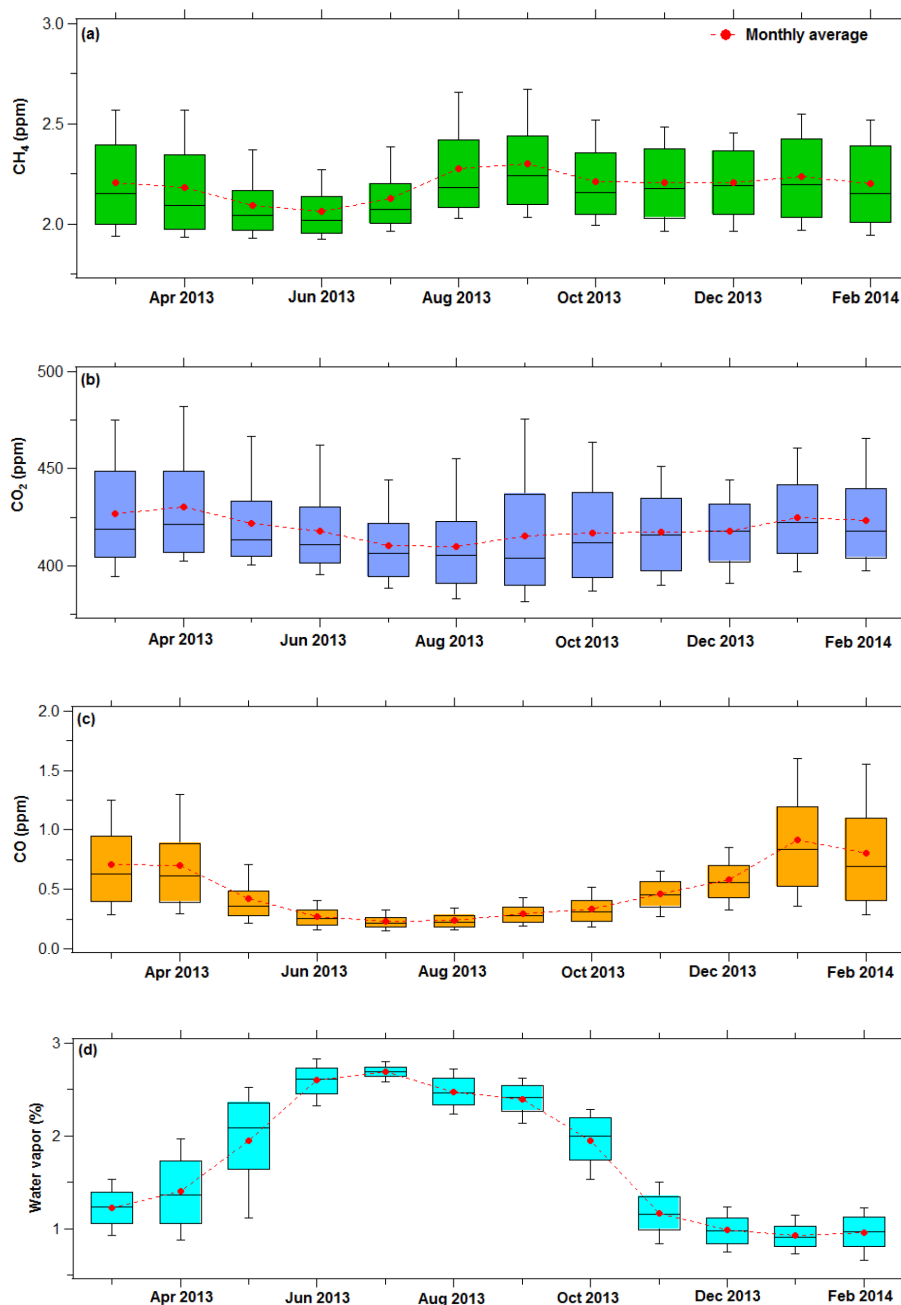 (a)
Monthly average
3.0
2.5
2.0
CH₄ (ppm)
Apr 2013 Jun 2013 Aug 2013 Oct 2013 Dec 2013 Feb 2014
(b)
500
450
400
CO₂ (ppm)
Apr 2013 Jun 2013 Aug 2013 Oct 2013 Dec 2013 Feb 2014
(c)
2.0
1.5
1.0
0.5
0.0
CO (ppm)
Apr 2013 Jun 2013 Aug 2013 Oct 2013 Dec 2013 Feb 2014
(d)
3
2
1
Water vapor (%)
Apr 2013 Jun 2013 Aug 2013 Oct 2013 Dec 2013 Feb 2014